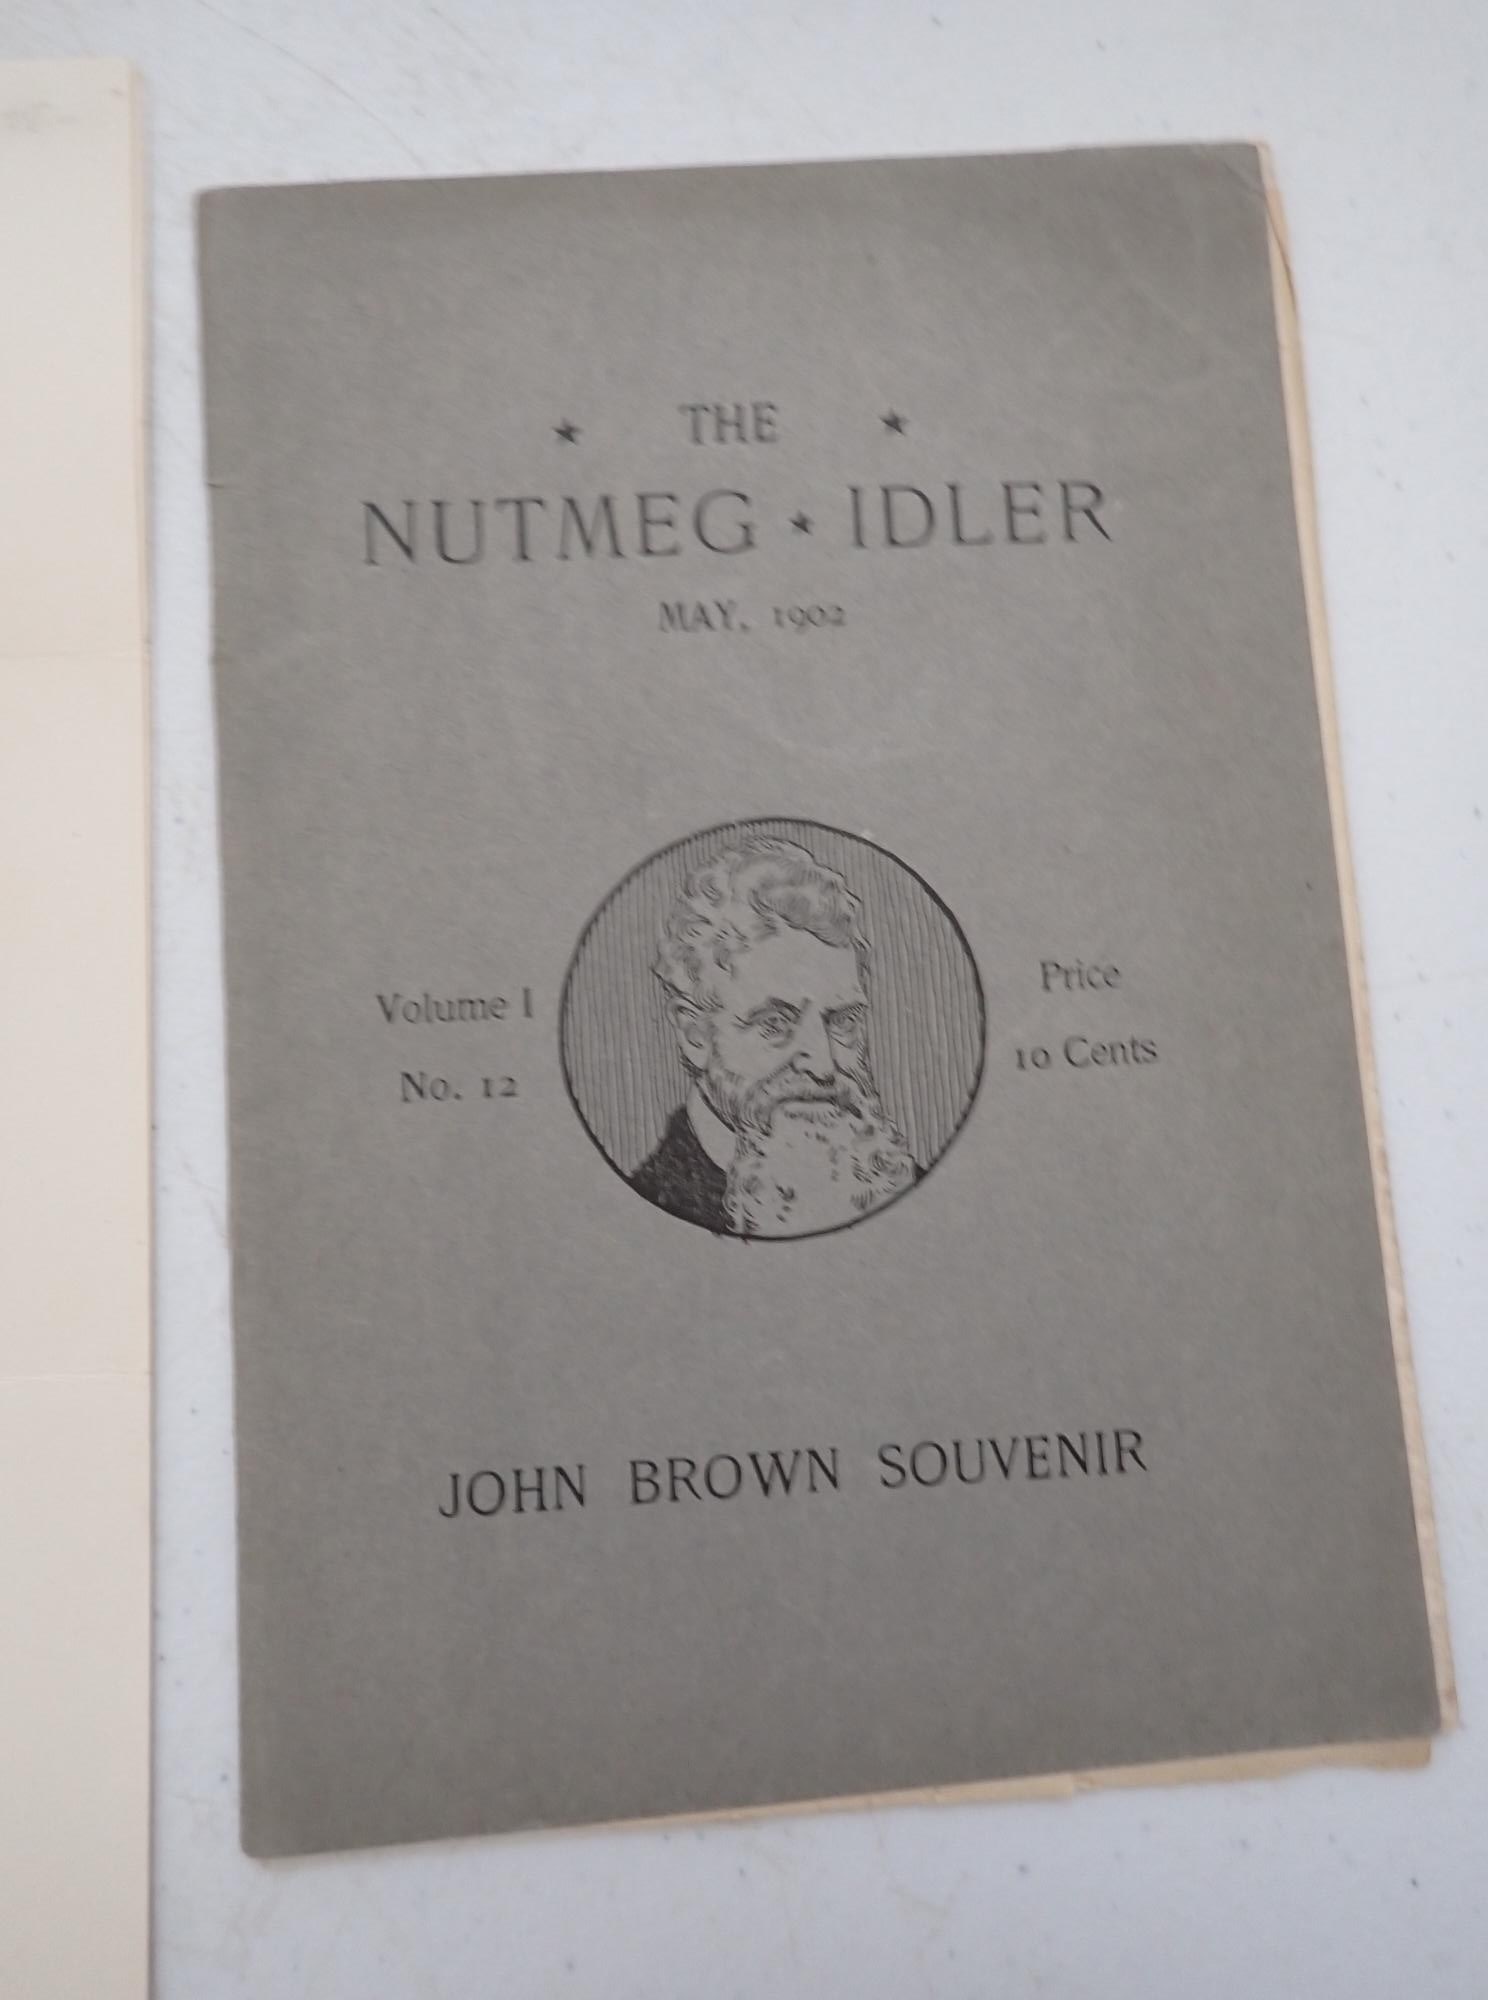 THE
NUTMEG ★ IDLER
MAY, 1902
Volume I
No. 12
Price
10 Cents
JOHN BROWN SOUVENIR